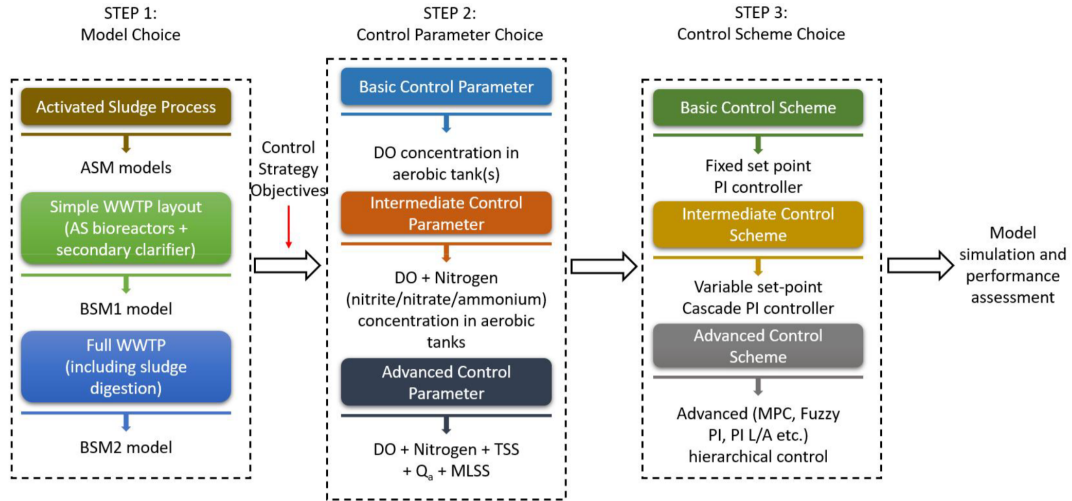 STEP 1:
Model Choice
Activated Sludge Process
ASM models
Simple WWTP layout
(AS bioreactors +
secondary clarifier)
BSM1 model
Full WWTP
(including sludge
digestion)
BSM2 model
Control
Strategy
Objectives
STEP 2:
Control Parameter Choice
Basic Control Parameter
DO concentration in
aerobic tank(s)
Intermediate Control
Parameter
DO + Nitrogen
(nitrite/nitrate/ammonium)
concentration in aerobic
tanks
Advanced Control
Parameter
DO + Nitrogen + TSS
+ Qa + MLSS
STEP 3:
Control Scheme Choice
Basic Control Scheme
Fixed set point
PI controller
Intermediate Control
Scheme
Variable set-point
Cascade PI controller
Advanced Control
Scheme
Advanced (MPC, Fuzzy
PI, PI L/A etc.)
hierarchical control
Model
simulation and
performance
assessment